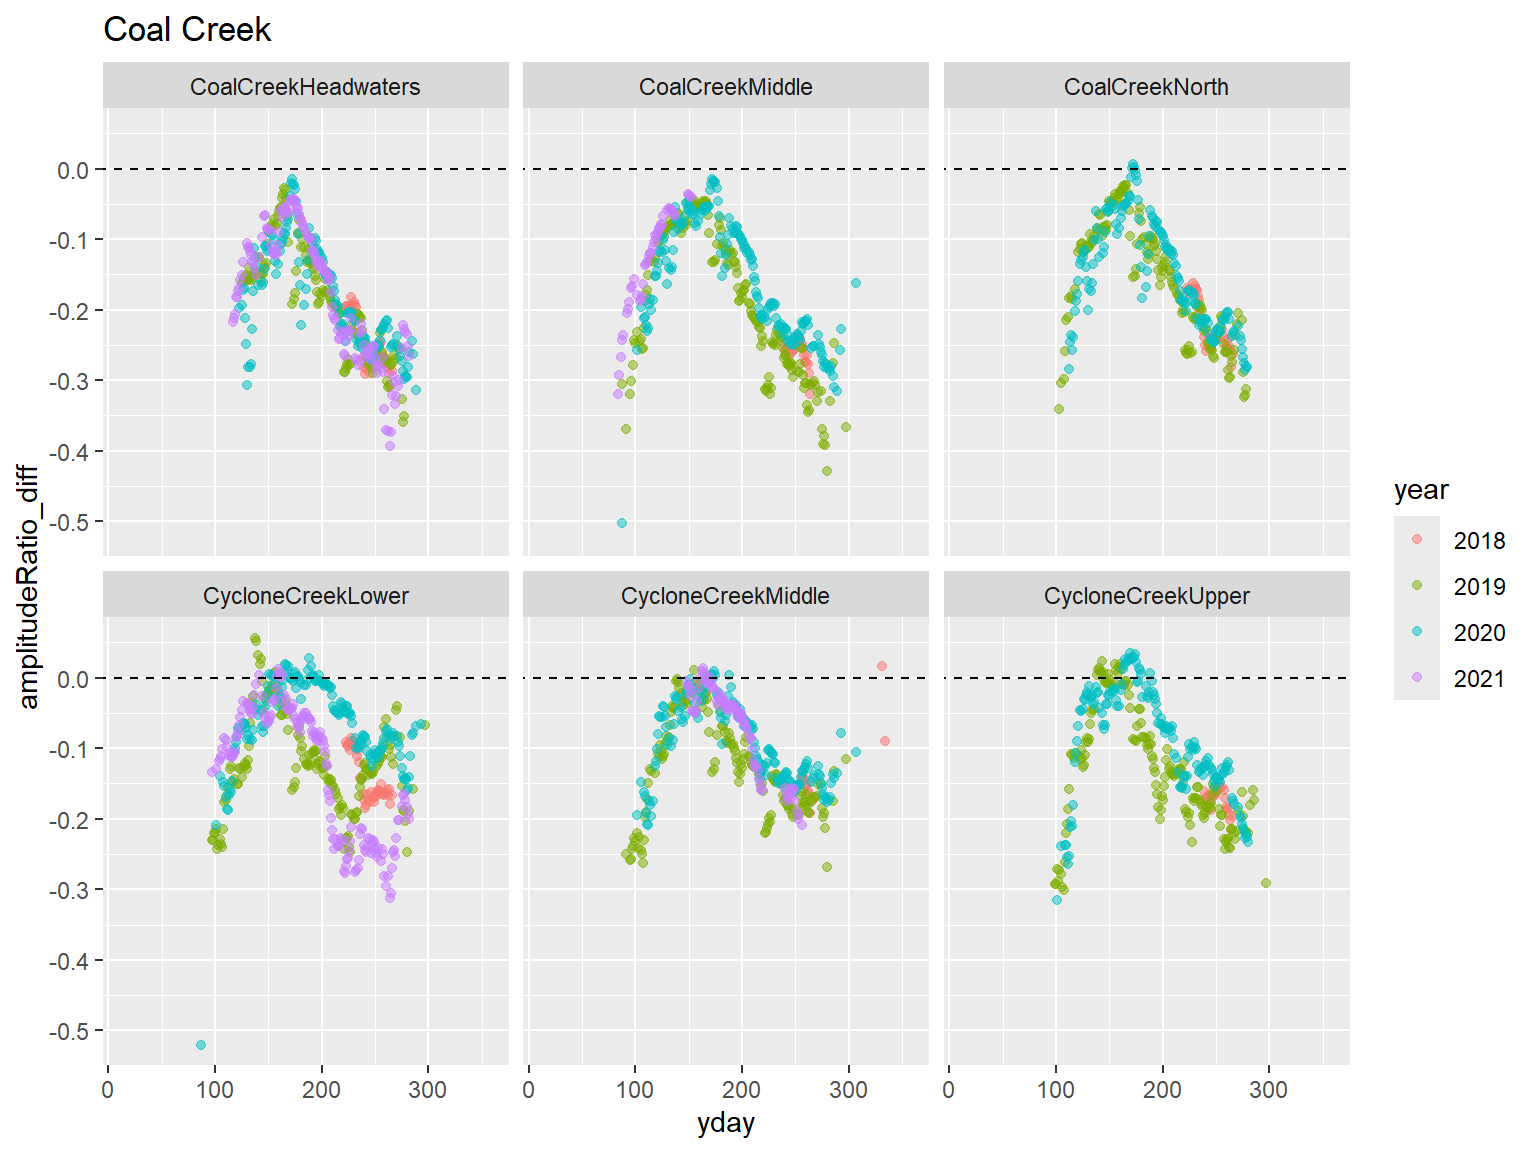 Coal Creek
CoalCreekHeadwaters CoalCreekMiddle CoalCreekNorth
0.0
-0.1
-0.2
-0.3
-0.4
-0.5
CycloneCreekLower CycloneCreekMiddle CycloneCreekUpper
0.0
-0.1
-0.2
-0.3
-0.4
-0.5
0 100 200 300 0 100 200 300 0 100 200 300
yday
amplitudeRatio_diff
year
2018
2019
2020
2021